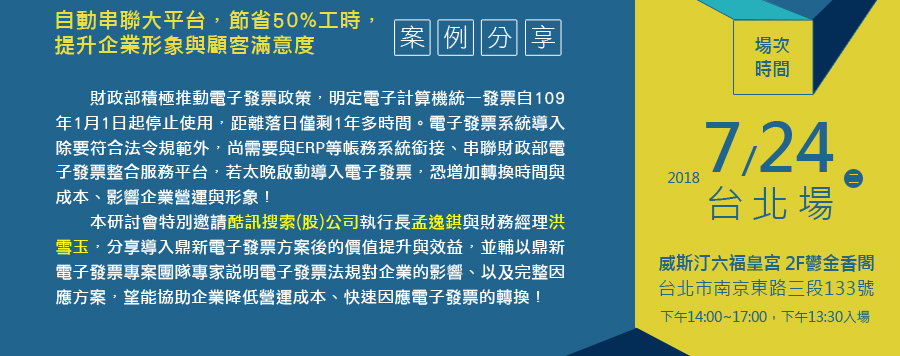 自動串聯大平台，節省50%工時，
提升企業形象與顧客滿意度
案例分享
財政部積極推動電子發票政策，明定電子計算機統一發票自109
年1月1日起停止使用，距離落日僅剩1年多時間。電子發票系統導入
除要符合法令規範外，尚需要與ERP等帳務系統銜接、串聯財政部電
子發票整合服務平台，若太晚啟動導入電子發票，恐增加轉換時間與
成本、影響企業營運與形象！
本研討會特別邀請酷訊搜索(股)公司執行長孟逸錤與財務經理洪
雪玉，分享導入鼎新電子發票方案後的價值提升與效益，並輔以鼎新
電子發票專案團隊專家說明電子發票法規對企業的影響、以及完整因
應方案，望能協助企業降低營運成本、快速因應電子發票的轉換！
場次
時間
2018 7/24 二
台北場
威斯汀六福皇宮 2F鬱金香閣
台北市南京東路三段133號
下午14:00~17:00，下午13:30入場